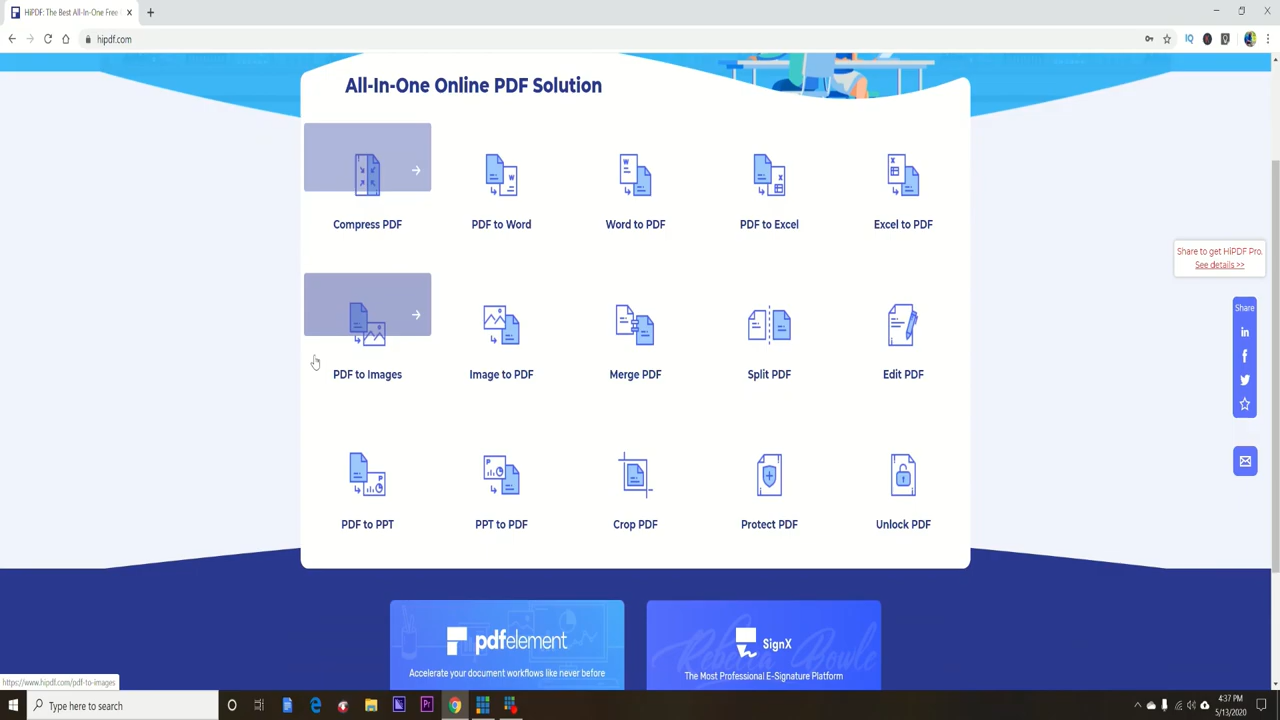 HiPDF: The Best All-In-One Free
hipdf.com
All-In-One Online PDF Solution
Compress PDF
PDF to Word
Word to PDF
PDF to Excel
Excel to PDF
Share to get HiPDF Pro.
See details >>
Share
PDF to Images
Image to PDF
Merge PDF
Split PDF
Edit PDF
PDF to PPT
PPT to PDF
Crop PDF
Protect PDF
Unlock PDF
pdfelement
Accelerate your document workflows like never before
SignX
The Most Professional E-Signature Platform
https://www.hipdf.com/pdf-to-images
Type here to search
4:37 PM
5/13/2020